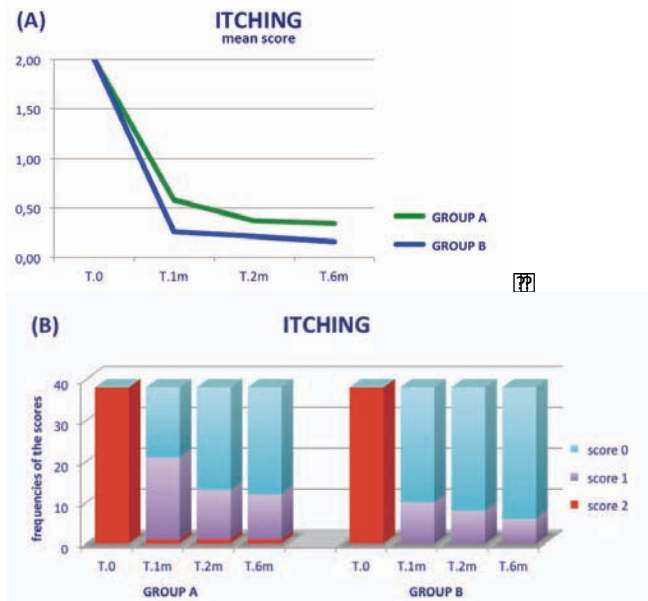 (A) ITCHING
mean score
2,00
1,50
1,00
0,50
0,00
T.0 T.1m T.2m T.6m
GROUP A
GROUP B
??
(B) ITCHING
frequencies of the scores
40
30
20
10
0
T.0 T.1m T.2m T.6m T.0 T.1m T.2m T.6m
GROUP A GROUP B
score 0
score 1
score 2